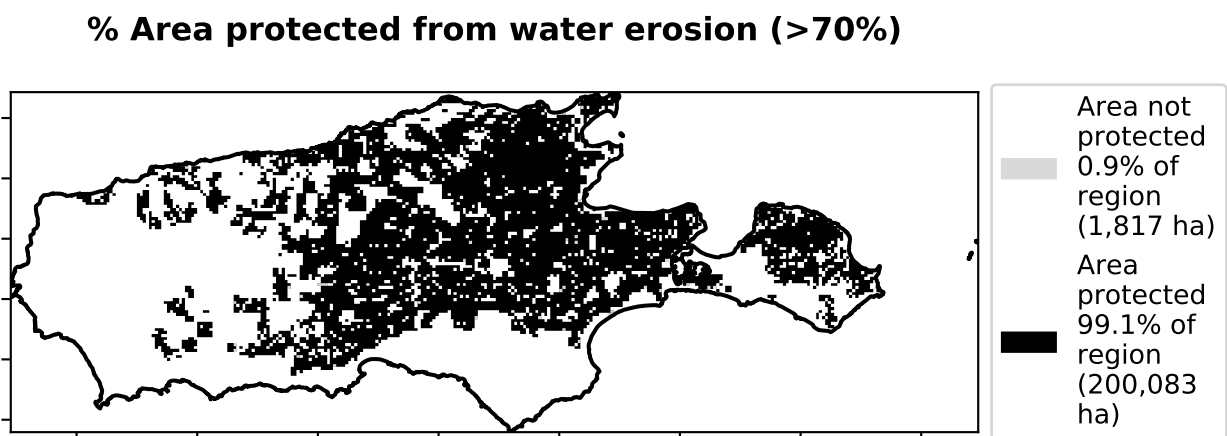 % Area protected from water erosion (>70%)
Area not
protected
0.9% of
region
(1,817 ha)
Area
protected
99.1% of
region
(200,083
ha)